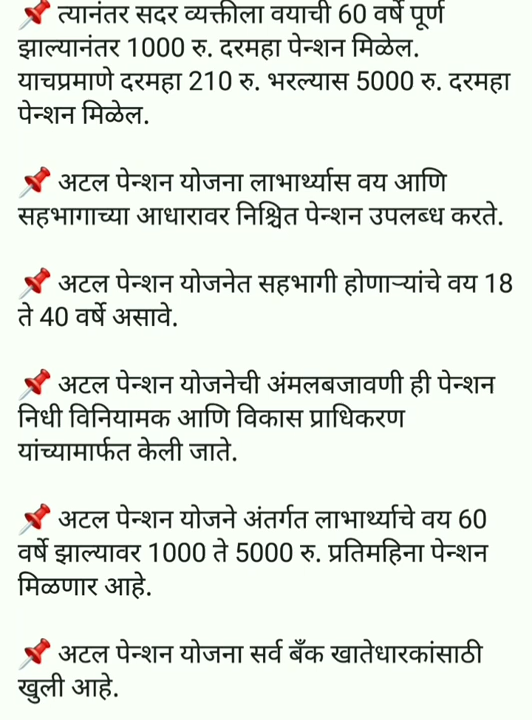 📌 त्यानंतर सदर व्यक्तीला वयाची 60 वर्षे पूर्ण
झाल्यानंतर 1000 रु. दरमहा पेन्शन मिळेल.
याचप्रमाणे दरमहा 210 रु. भरल्यास 5000 रु. दरमहा
पेन्शन मिळेल.
📌 अटल पेन्शन योजना लाभार्थ्यास वय आणि
सहभागाच्या आधारावर निश्चित पेन्शन उपलब्ध करते.
📌 अटल पेन्शन योजनेत सहभागी होणाऱ्यांचे वय 18
ते 40 वर्षे असावे.
📌 अटल पेन्शन योजनेची अंमलबजावणी ही पेन्शन
निधी विनियामक आणि विकास प्राधिकरण
यांच्यामार्फत केली जाते.
📌 अटल पेन्शन योजने अंतर्गत लाभार्थ्याचे वय 60
वर्षे झाल्यावर 1000 ते 5000 रु. प्रतिमहिना पेन्शन
मिळणार आहे.
📌 अटल पेन्शन योजना सर्व बँक खातेधारकांसाठी
खुली आहे.